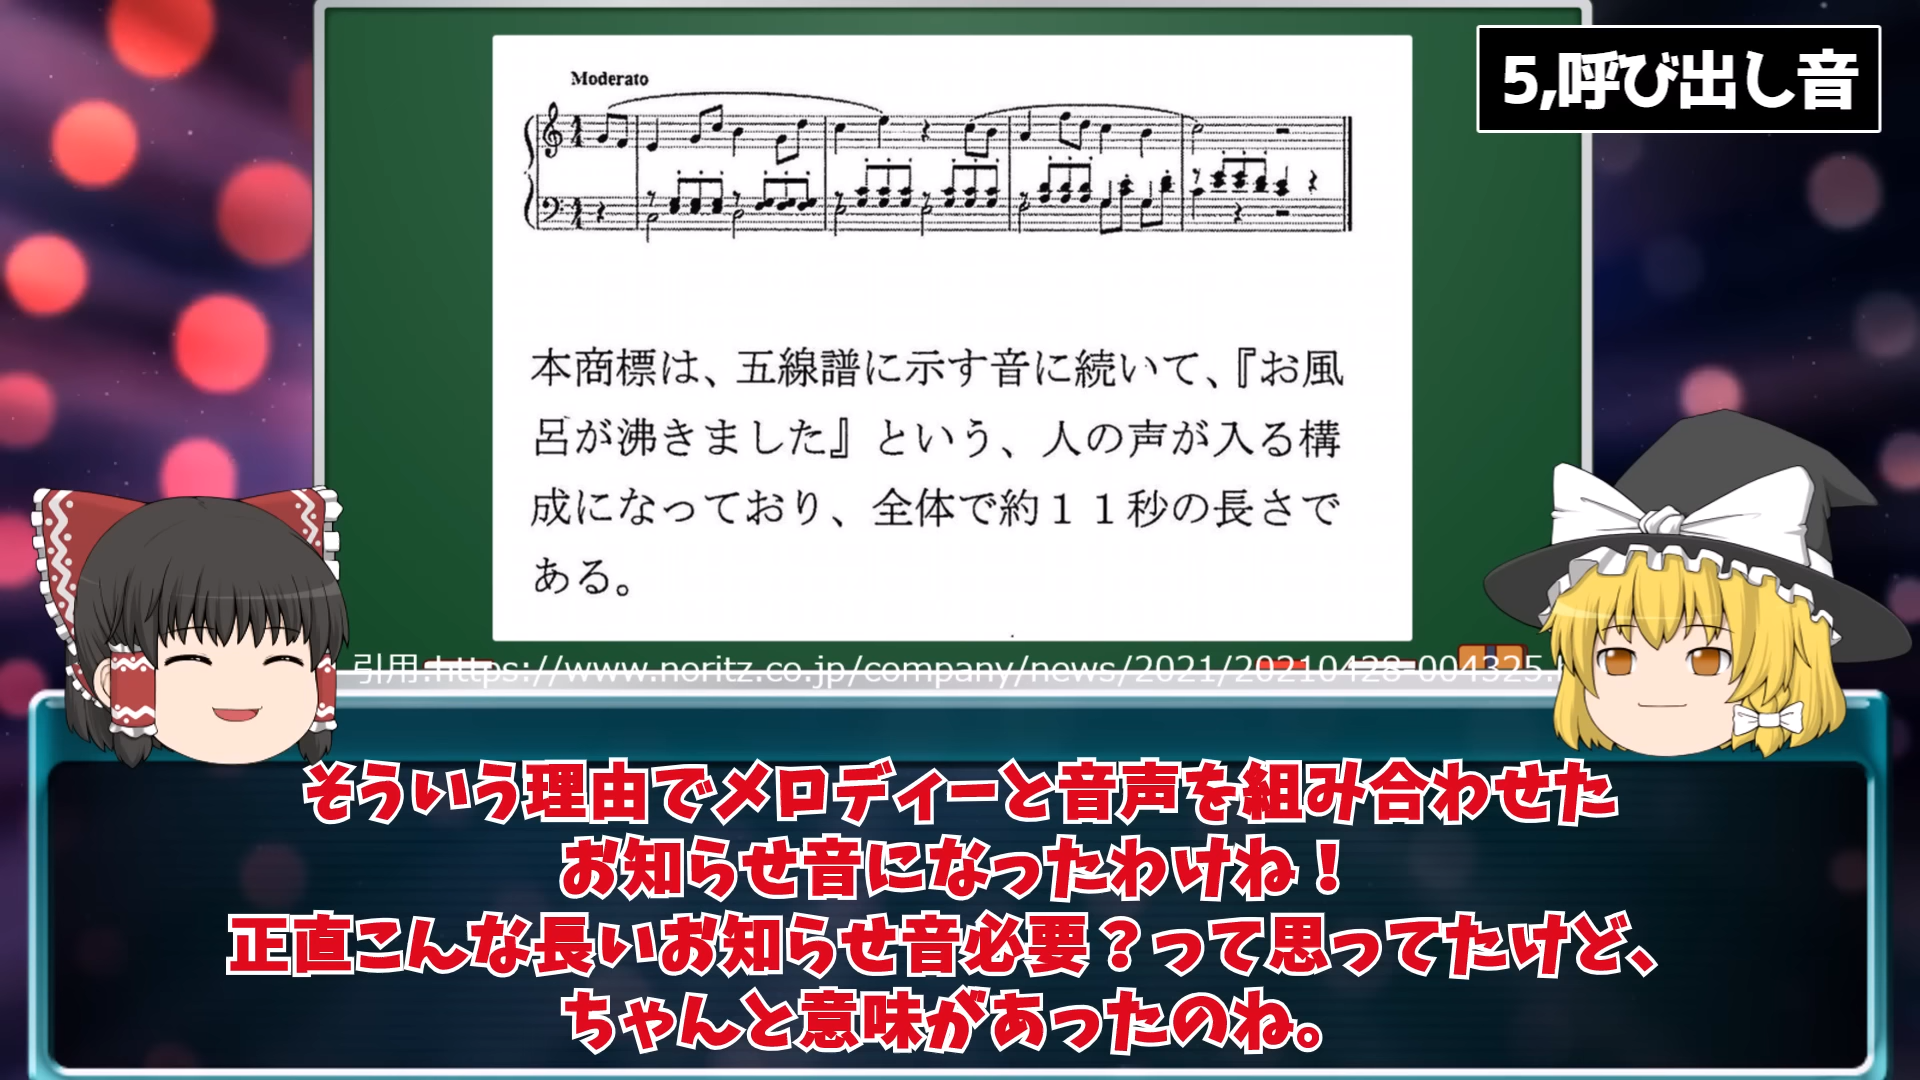 5,呼び出し音
Moderato
本商標は、五線譜に示す音に続いて、『お風
呂が沸きました』という、人の声が入る構
成になっており、全体で約１１秒の長さで
ある。
引用:https://www.noritz.co.jp/company/news/2021/20210428-004325.
そういう理由でメロディーと音声を組み合わせた
お知らせ音になったわけね！
正直こんな長いお知らせ音必要？って思ってたけど、
ちゃんと意味があったのね。